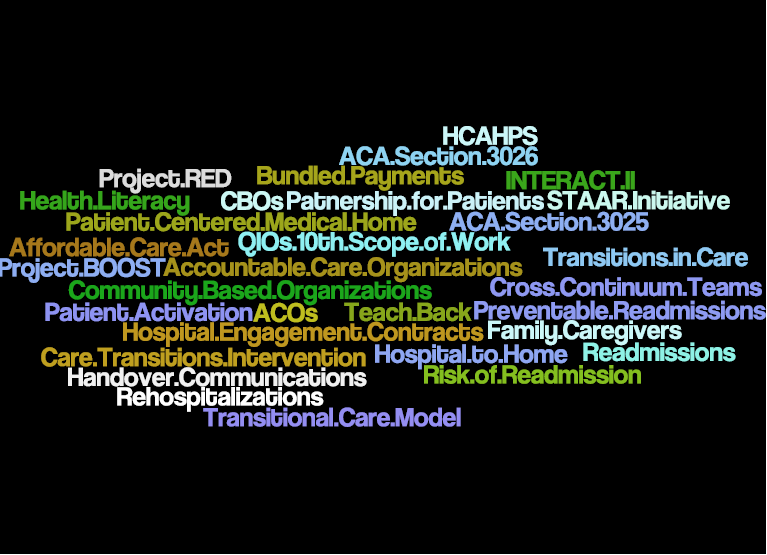 HCAHPS
ACA.Section.3026
Project.RED Bundled.Payments INTERACT.II
Health.Literacy CBOs Patnership.for.Patients STAAR.Initiative
Patient.Centered.Medical.Home ACA.Section.3025
Affordable.Care.Act QIOs.10th.Scope.of.Work Transitions.in.Care
Project.BOOST Accountable.Care.Organizations
Community.Based.Organizations Cross.Continuum.Teams
Patient.Activation ACOs Teach.Back Preventable.Readmissions
Hospital.Engagement.Contracts Family.Caregivers
Care.Transitions.Intervention Hospital.to.Home Readmissions
Handover.Communications Risk.of.Readmission
Rehospitalizations
Transitional.Care.Model